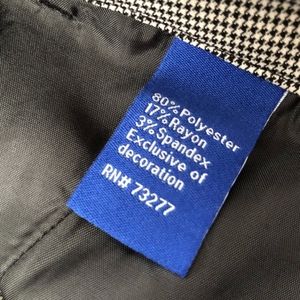 80% Polyester
17% Rayon
3% Spandex
Exclusive of
decoration
RN# 73277